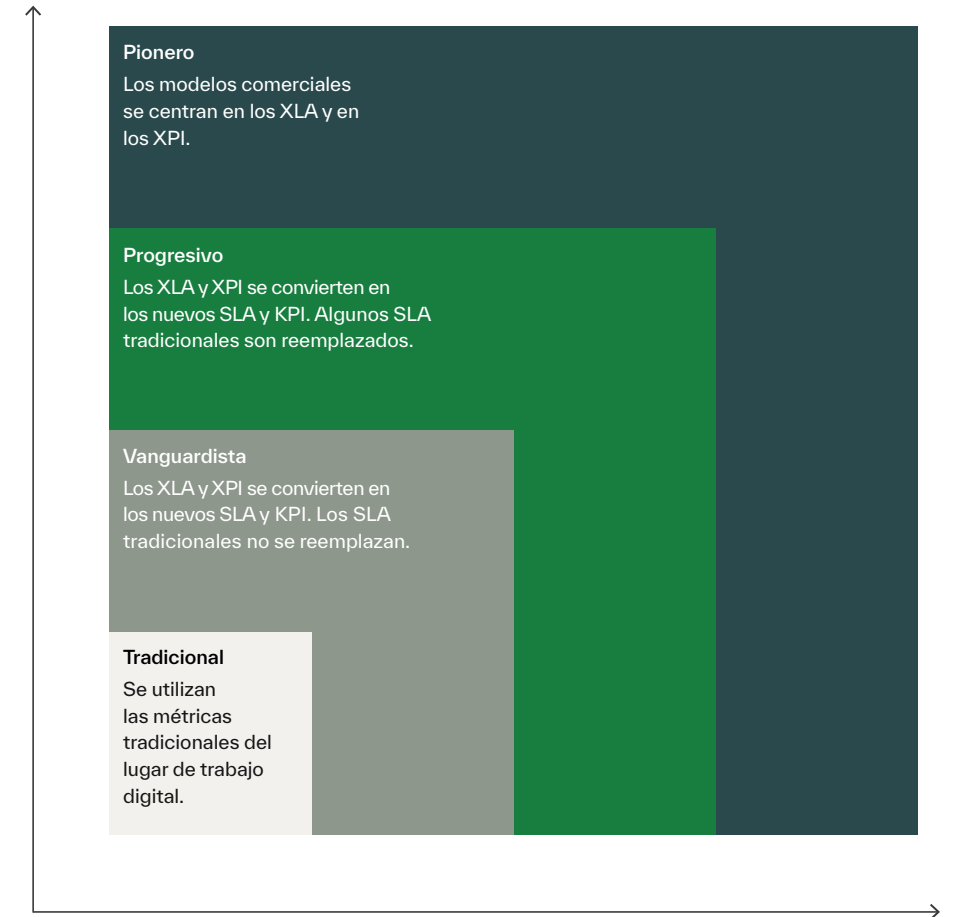 Pionero
Los modelos comerciales
se centran en los XLA y en
los XPI.
Progresivo
Los XLA y XPI se convierten en
los nuevos SLA y KPI. Algunos SLA
tradicionales son reemplazados.
Vanguardista
Los XLA y XPI se convierten en
los nuevos SLA y KPI. Los SLA
tradicionales no se reemplazan.
Tradicional
Se utilizan
las métricas
tradicionales del
lugar de trabajo
digital.